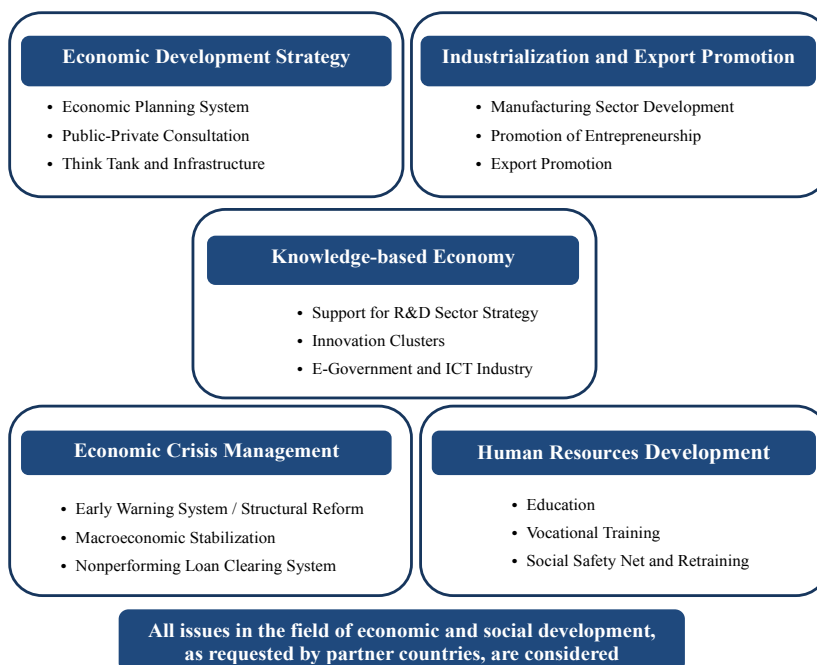 Economic Development Strategy
• Economic Planning System
• Public-Private Consultation
• Think Tank and Infrastructure
Industrialization and Export Promotion
• Manufacturing Sector Development
• Promotion of Entrepreneurship
• Export Promotion
Knowledge-based Economy
• Support for R&D Sector Strategy
• Innovation Clusters
• E-Government and ICT Industry
Economic Crisis Management
• Early Warning System / Structural Reform
• Macroeconomic Stabilization
• Nonperforming Loan Clearing System
Human Resources Development
• Education
• Vocational Training
• Social Safety Net and Retraining
All issues in the field of economic and social development,
as requested by partner countries, are considered